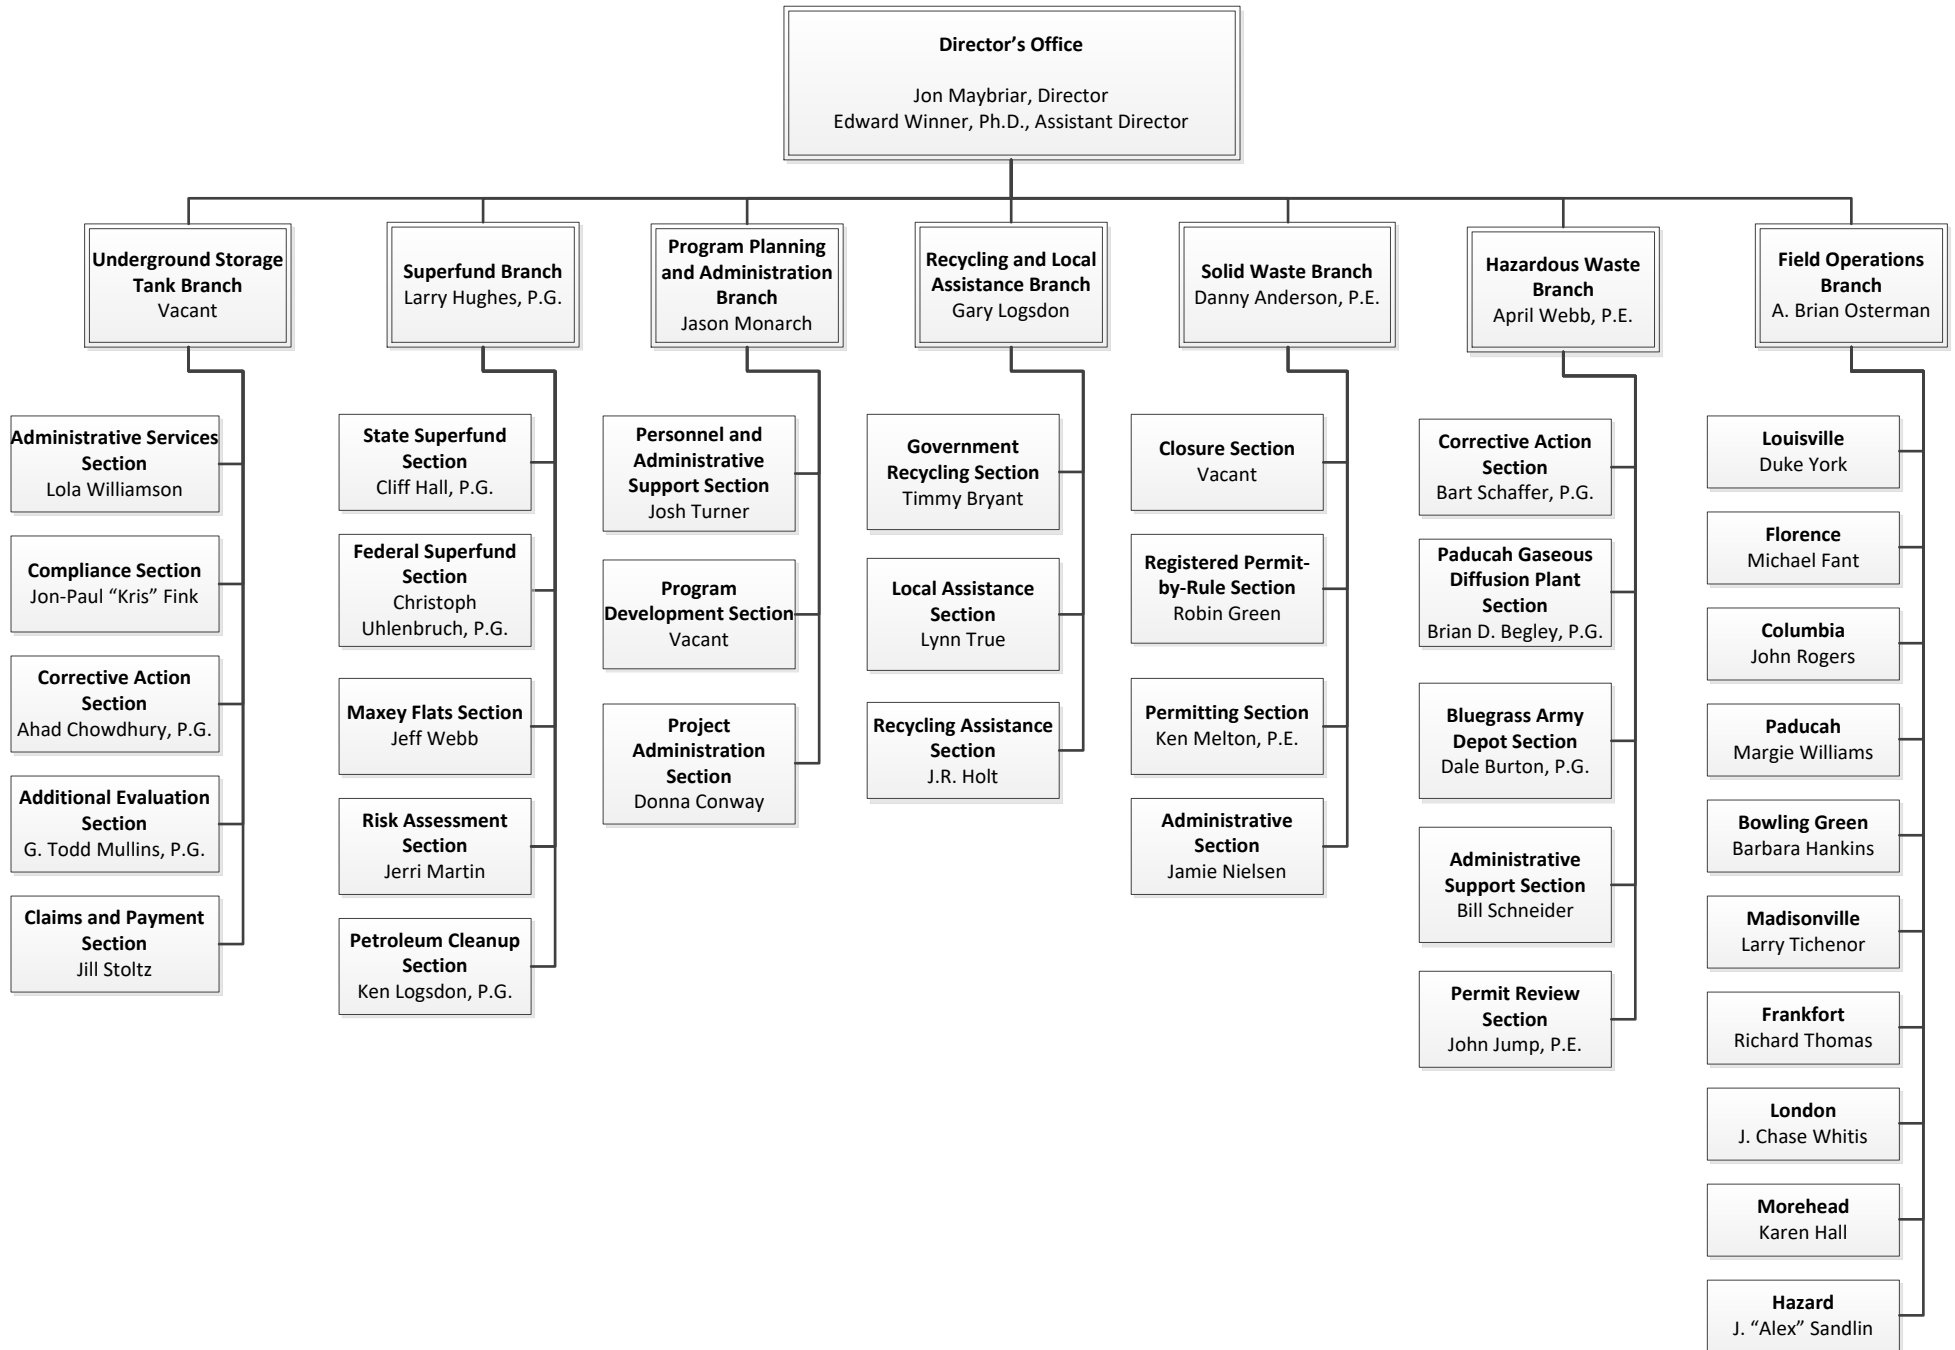 Director’s Office
Jon Maybriar, Director
Edward Winner, Ph.D., Assistant Director
Underground Storage
Tank Branch
Vacant
Administrative Services
Section
Lola Williamson
Compliance Section
Jon-Paul “Kris” Fink
Corrective Action
Section
Ahad Chowdhury, P.G.
Additional Evaluation
Section
G. Todd Mullins, P.G.
Claims and Payment
Section
Jill Stoltz
Superfund Branch
Larry Hughes, P.G.
State Superfund
Section
Cliff Hall, P.G.
Federal Superfund
Section
Christoph
Uhlenbruch, P.G.
Maxey Flats Section
Jeff Webb
Risk Assessment
Section
Jerri Martin
Petroleum Cleanup
Section
Ken Logsdon, P.G.
Program Planning
and Administration
Branch
Jason Monarch
Personnel and
Administrative
Support Section
Josh Turner
Program
Development Section
Vacant
Project
Administration
Section
Donna Conway
Recycling and Local
Assistance Branch
Gary Logsdon
Government
Recycling Section
Timmy Bryant
Local Assistance
Section
Lynn True
Recycling Assistance
Section
J.R. Holt
Solid Waste Branch
Danny Anderson, P.E.
Closure Section
Vacant
Registered Permit-
by-Rule Section
Robin Green
Permitting Section
Ken Melton, P.E.
Administrative
Section
Jamie Nielsen
Hazardous Waste
Branch
April Webb, P.E.
Corrective Action
Section
Bart Schaffer, P.G.
Paducah Gaseous
Diffusion Plant
Section
Brian D. Begley, P.G.
Bluegrass Army
Depot Section
Dale Burton, P.G.
Administrative
Support Section
Bill Schneider
Permit Review
Section
John Jump, P.E.
Field Operations
Branch
A. Brian Osterman
Louisville
Duke York
Florence
Michael Fant
Columbia
John Rogers
Paducah
Margie Williams
Bowling Green
Barbara Hankins
Madisonville
Larry Tichenor
Frankfort
Richard Thomas
London
J. Chase Whitis
Morehead
Karen Hall
Hazard
J. “Alex” Sandlin